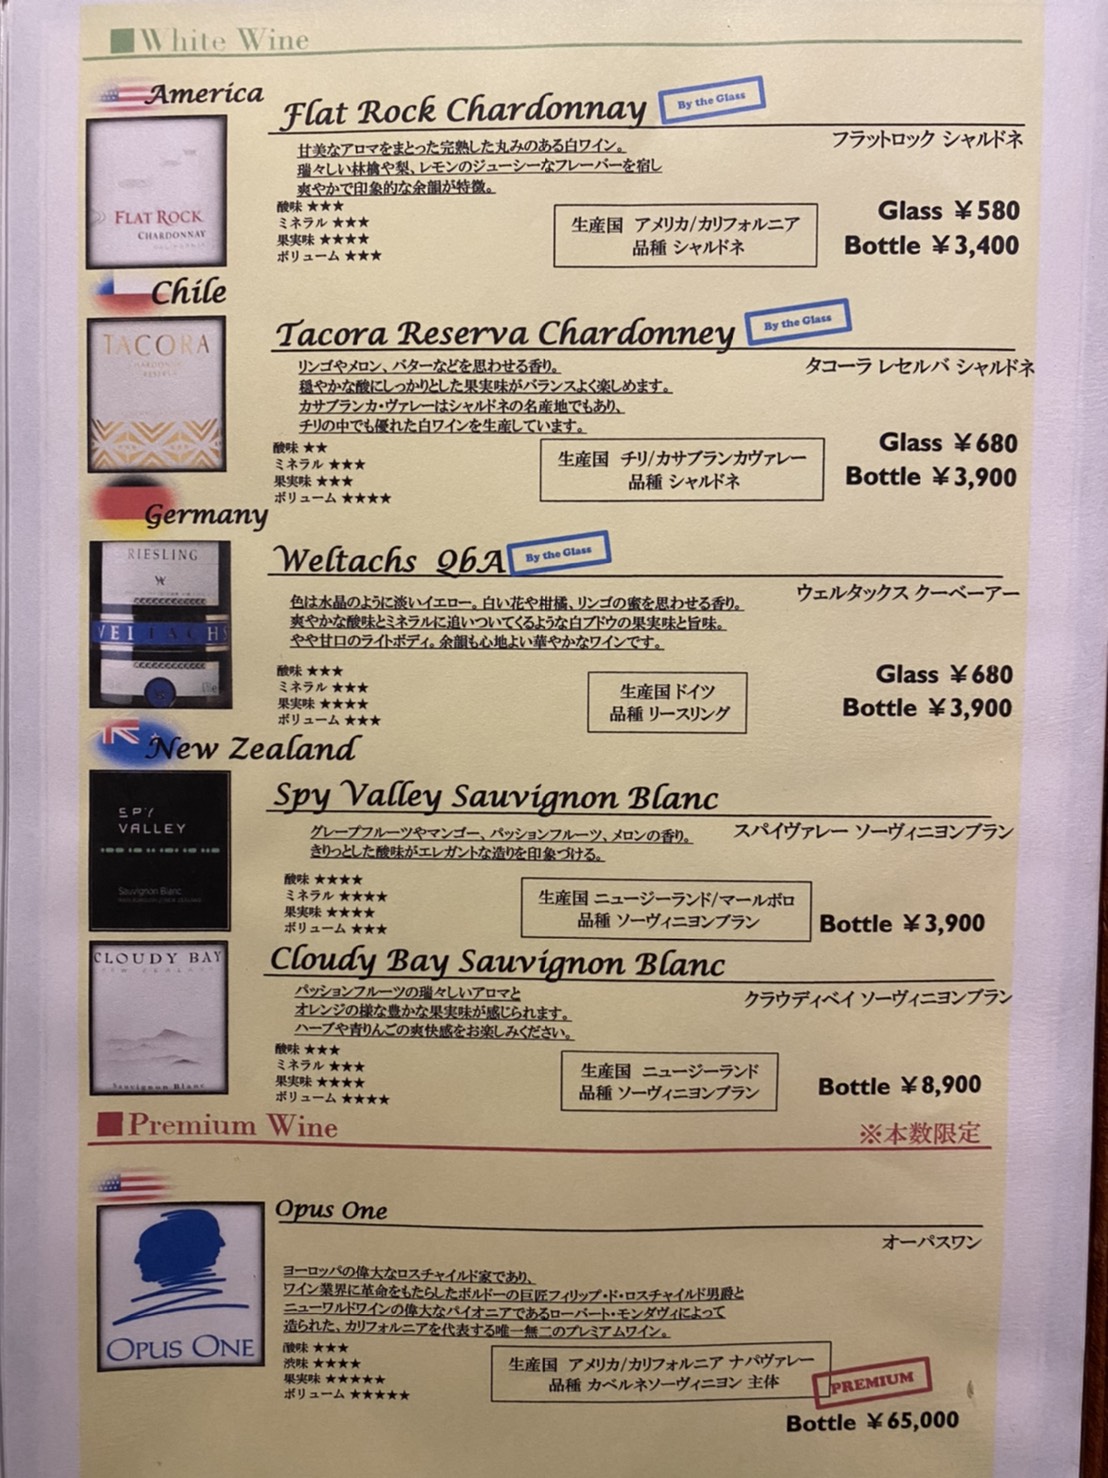 ■White Wine
America
Flat Rock Chardonnay
By the Glass
フラットロック シャルドネ
FLAT ROCK
CHARDONNAY
甘美なアロマをまとった完熟した丸みのある白ワイン。
瑞々しい林檎や梨、レモンのジューシーなフレーバーを宿し
爽やかで印象的な余韻が特徴。
酸味 ★★★
ミネラル ★★★
果実味 ★★★★
ボリューム ★★★
生産国 アメリカ/カリフォルニア
品種 シャルドネ
Glass ￥580
Bottle ￥3,400
Chile
Tacora Reserva Chardonney
By the Glass
タコーラ レセルバ シャルドネ
TACORA
CHARDONNAY
RESERVA
リンゴやメロン、バターなどを思わせる香り。
穏やかな酸にしっかりとした果実味がバランスよく楽しめます。
カサブランカ・ヴァレーはシャルドネの名産地でもあり、
チリの中でも優れた白ワインを生産しています。
酸味 ★★
ミネラル ★★★
果実味 ★★★
ボリューム ★★★★
生産国 チリ/カサブランカヴァレー
品種 シャルドネ
Glass ￥680
Bottle ￥3,900
Germany
Weltachs QbA
By the Glass
ウェルタックス クーベーアー
RIESLING
WELTACHS
色は水晶のように淡いイエロー。白い花や柑橘、リンゴの蜜を思わせる香り。
爽やかな酸味とミネラルに追いついてくるような白ブドウの果実味と旨味。
やや甘口のライトボディ。余韻も心地よい華やかなワインです。
酸味 ★★★
ミネラル ★★★
果実味 ★★★★
ボリューム ★★★
生産国 ドイツ
品種 リースリング
Glass ￥680
Bottle ￥3,900
New Zealand
Spy Valley Sauvignon Blanc
スパイヴァレー ソーヴィニヨンブラン
SPY
VALLEY
Sauvignon Blanc
グレープフルーツやマンゴー、パッションフルーツ、メロンの香り。
きりっとした酸味がエレガントな造りを印象づける。
酸味 ★★★★
ミネラル ★★★★
果実味 ★★★★
ボリューム ★★★
生産国 ニュージーランド/マールボロ
品種 ソーヴィニヨンブラン
Bottle ￥3,900
Cloudy Bay Sauvignon Blanc
クラウディベイ ソーヴィニヨンブラン
CLOUDY BAY
NEW ZEALAND
Sauvignon Blanc
パッションフルーツの瑞々しいアロマと
オレンジの様な豊かな果実味が感じられます。
ハーブや青りんごの爽快感をお楽しみください。
酸味 ★★★
ミネラル ★★★
果実味 ★★★★
ボリューム ★★★★
生産国 ニュージーランド
品種 ソーヴィニヨンブラン
Bottle ￥8,900
■Premium Wine
※本数限定
Opus One
オーパスワン
OPUS ONE
ヨーロッパの偉大なロスチャイルド家であり、
ワイン業界に革命をもたらしたボルドーの巨匠フィリップ・ド・ロスチャイルド男爵と
ニューワルドワインの偉大なパイオニアであるローバート・モンダヴィによって
造られた、カリフォルニアを代表する唯一無二のプレミアムワイン。
酸味 ★★★
渋味 ★★★★
果実味 ★★★★★
ボリューム ★★★★★
生産国 アメリカ/カリフォルニア ナパヴァレー
品種 カベルネソーヴィニヨン 主体
PREMIUM
Bottle ￥65,000